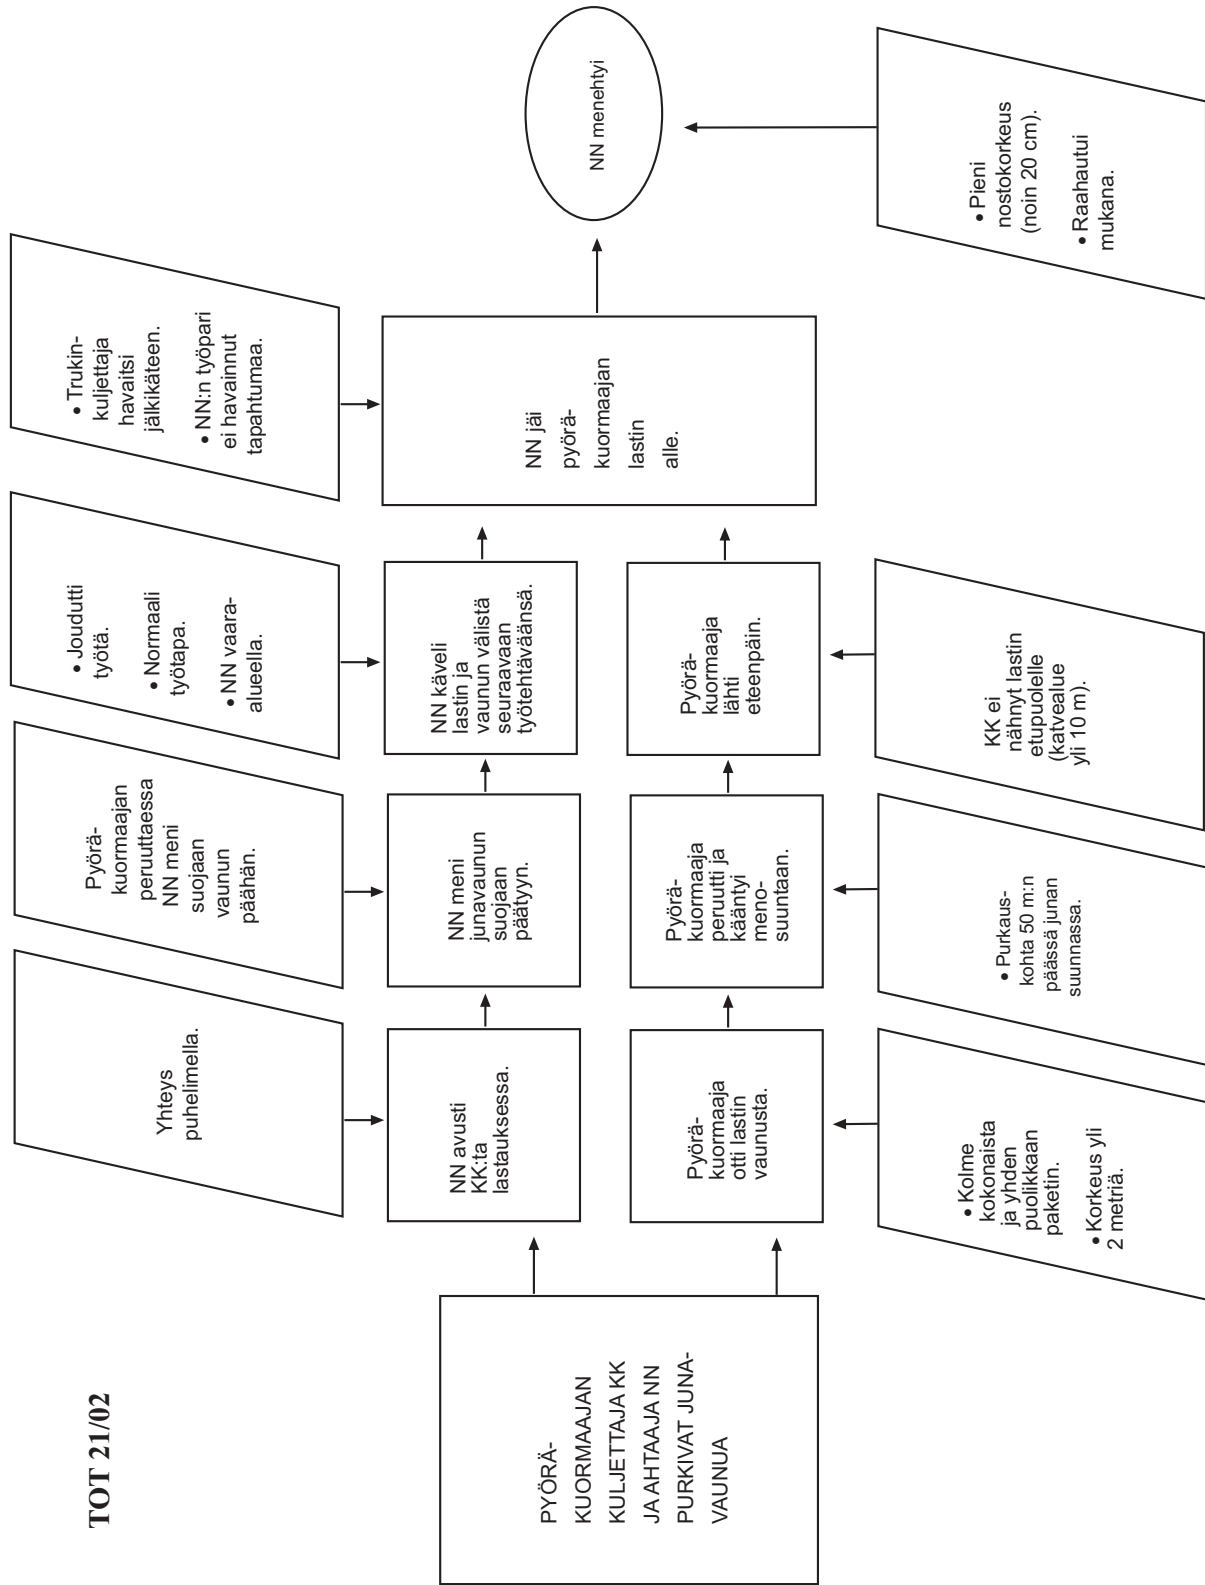 TOT 21/02
PYÖRÄ-
KUORMAAJAN
KULJETTAJA KK
JA AHTAAJA NN
PURKIVAT JUNA-
VAUNUA
Yhteys
puhelimella.
Pyörä-
kuormaajan
peruuttaessa
NN meni
suojaan
vaunun
päähän.
• Joudutti
työtä.
• Normaali
työtapa.
• NN vaara-
alueella.
• Trukin-
kuljettaja
havaitsi
jälkikäteen.
• NN:n työpari
ei havainnut
tapahtumaa.
NN avusti
KK:ta
lastauksessa.
NN meni
junavaunun
suojaan
päätyyn.
NN käveli
lastin ja
vaunun välistä
seuraavaan
työtehtäväänsä.
NN jäi
pyörä-
kuormaajan
lastin
alle.
NN menehtyi
Pyörä-
kuormaaja
otti lastin
vaunusta.
Pyörä-
kuormaaja
peruutti ja
kääntyi
meno-
suuntaan.
Pyörä-
kuormaaja
lähti
eteenpäin.
• Kolme
kokonaista
ja yhden
puolikkaan
paketin.
• Korkeus yli
2 metriä.
• Purkaus-
kohta 50 m:n
päässä junan
suunnassa.
KK ei
nähnyt lastin
etupuolelle
(katvealue
yli 10 m).
• Pieni
nostokorkeus
(noin 20 cm).
• Raahautui
mukana.